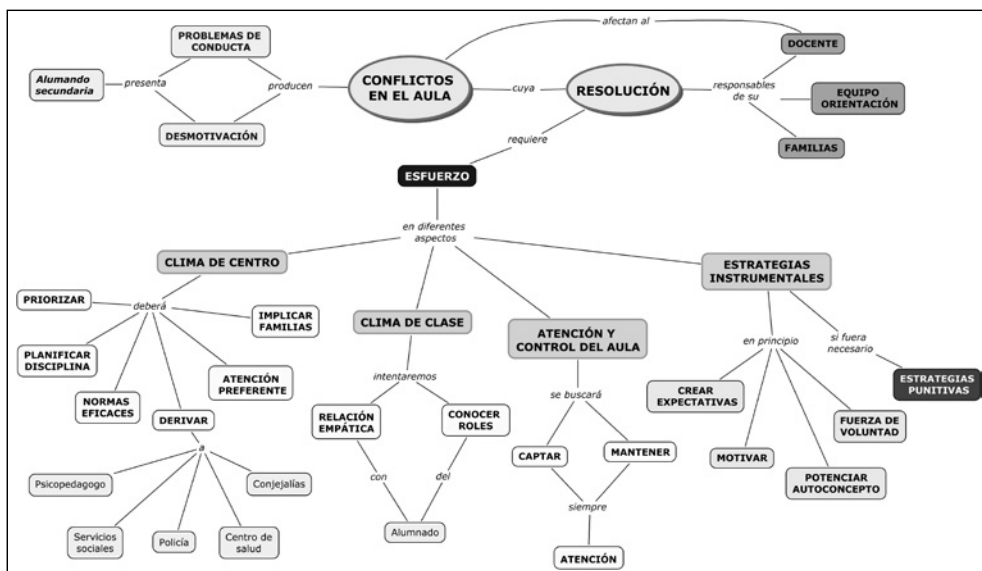 afectan al
PROBLEMAS DE
CONDUCTA
DOCENTE
Alumando
secundaria
presenta
producen
CONFLICTOS
EN EL AULA
cuya
RESOLUCIÓN
responsables
de su
EQUIPO
ORIENTACIÓN
DESMOTIVACIÓN
requiere
FAMILIAS
ESFUERZO
en diferentes
aspectos
CLIMA DE CENTRO
ESTRATEGIAS
INSTRUMENTALES
PRIORIZAR
deberá
IMPLICAR
FAMILIAS
CLIMA DE CLASE
ATENCIÓN Y
CONTROL DEL AULA
en principio
si fuera
necesario
PLANIFICAR
DISCIPLINA
NORMAS
EFICACES
ATENCIÓN
PREFERENTE
DERIVAR
intentaremos
se buscará
CREAR
EXPECTATIVAS
ESTRATEGIAS
PUNITIVAS
RELACIÓN
EMPÁTICA
CONOCER
ROLES
FUERZA DE
VOLUNTAD
CAPTAR
MANTENER
MOTIVAR
POTENCIAR
AUTOCONCEPTO
a
Psicopedagogo
Conjejalías
con
del
siempre
Servicios
sociales
Policía
Centro de
salud
Alumnado
ATENCIÓN